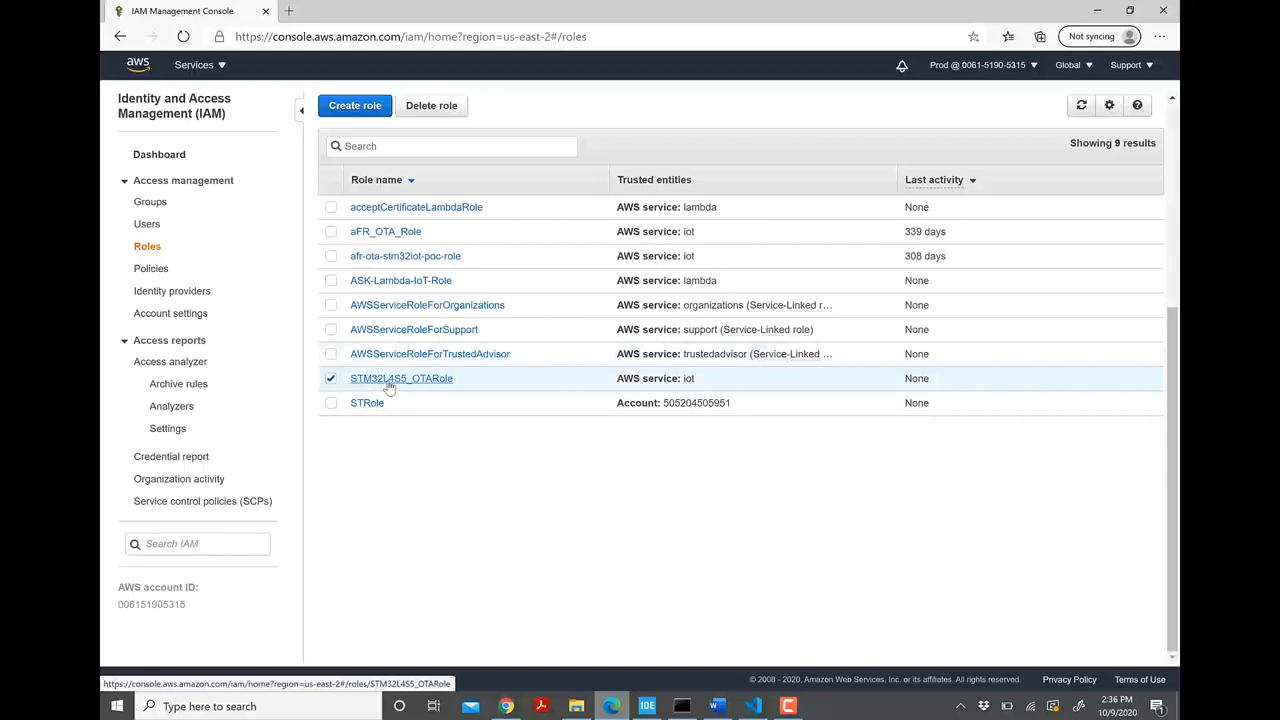 IAM Management Console
https://console.aws.amazon.com/iam/home?region=us-east-2#/roles
Not syncing
aws
Services
Prod @ 0061-5190-5315
Global
Support
Identity and Access
Management (IAM)
Dashboard
Access management
Groups
Users
Roles
Policies
Identity providers
Account settings
Access reports
Access analyzer
Archive rules
Analyzers
Settings
Credential report
Organization activity
Service control policies (SCPs)
Search IAM
AWS account ID:
006151905315
Create role
Delete role
Search
Showing 9 results
Role name
Trusted entities
Last activity
acceptCertificateLambdaRole
AWS service: lambda
None
aFR_OTA_Role
AWS service: iot
339 days
afr-ota-stm32iot-poc-role
AWS service: iot
308 days
ASK-Lambda-IoT-Role
AWS service: lambda
None
AWSServiceRoleForOrganizations
AWS service: organizations (Service-Linked r…
None
AWSServiceRoleForSupport
AWS service: support (Service-Linked role)
None
AWSServiceRoleForTrustedAdvisor
AWS service: trustedadvisor (Service-Linked …
None
STM32L4S5_OTARole
AWS service: iot
None
STRole
Account: 505204505951
None
https://console.aws.amazon.com/iam/home?region=us-east-2#/roles/STM32L4S5_OTARole
© 2008 - 2020, Amazon Web Services, Inc. or its affiliates. All rights reserved.
Privacy Policy
Terms of Use
Type here to search
2:36 PM
10/9/2020